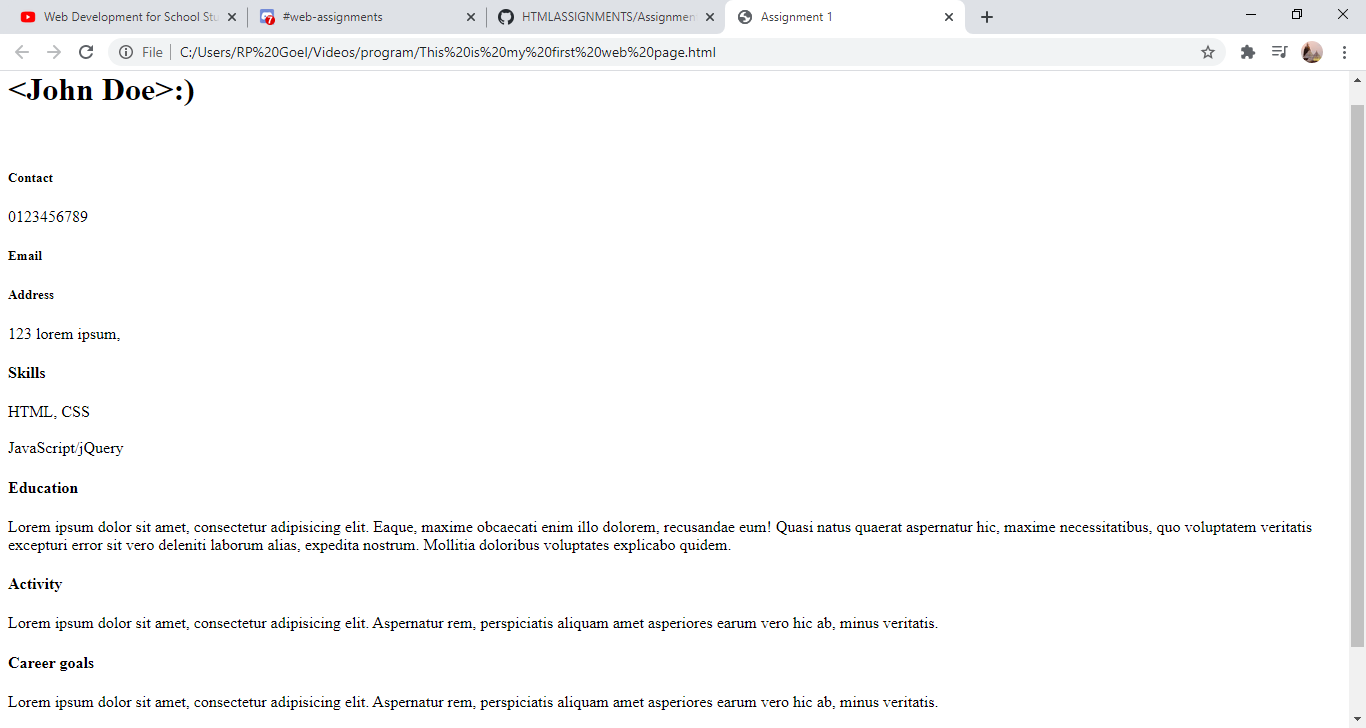 Web Development for School Stu
#web-assignments
HTMLASSIGNMENTS/Assignmen
Assignment 1
7
File
C:/Users/RP%20Goel/Videos/program/This%20is%20my%20first%20web%20page.html
<John Doe>:)
Contact
0123456789
Email
Address
123 lorem ipsum,
Skills
HTML, CSS
JavaScript/jQuery
Education
Lorem ipsum dolor sit amet, consectetur adipisicing elit. Eaque, maxime obcaecati enim illo dolorem, recusandae eum! Quasi natus quaerat aspernatur hic, maxime necessitatibus, quo voluptatem veritatis
excepturi error sit vero deleniti laborum alias, expedita nostrum. Mollitia doloribus voluptates explicabo quidem.
Activity
Lorem ipsum dolor sit amet, consectetur adipisicing elit. Aspernatur rem, perspiciatis aliquam amet asperiores earum vero hic ab, minus veritatis.
Career goals
Lorem ipsum dolor sit amet, consectetur adipisicing elit. Aspernatur rem, perspiciatis aliquam amet asperiores earum vero hic ab, minus veritatis.